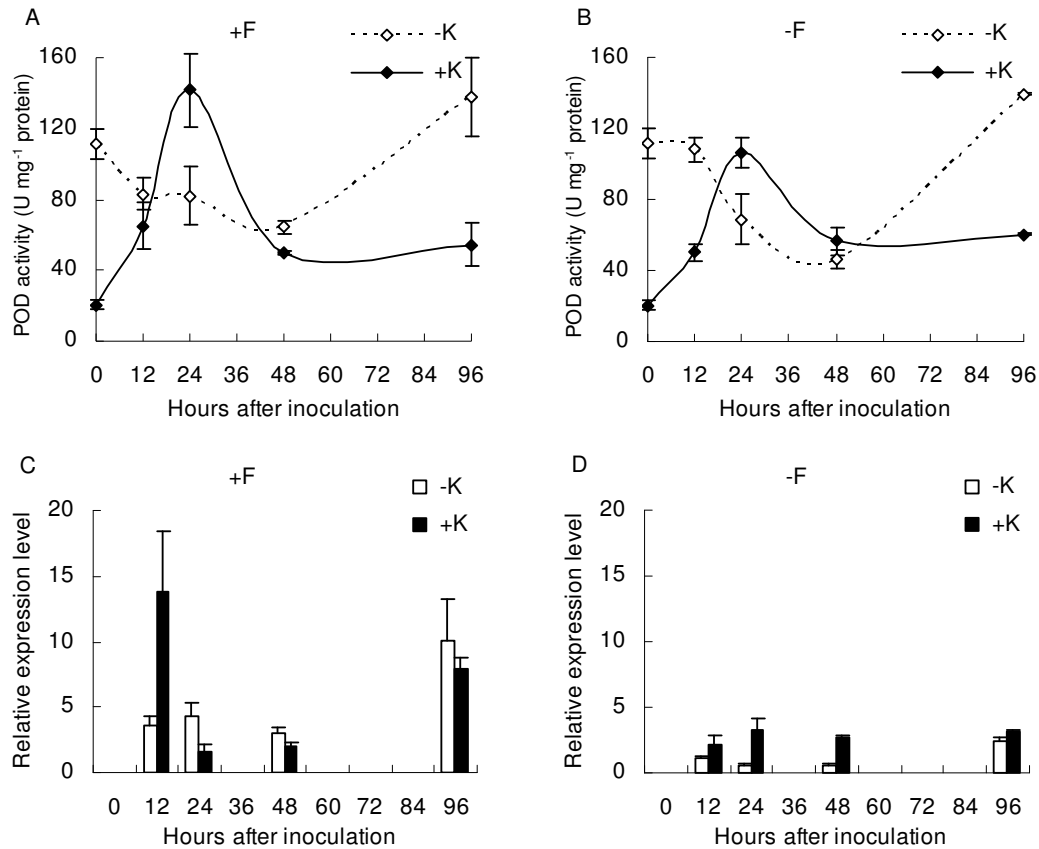 A
+F
-K
+K
160
120
80
40
0
POD activity (U mg⁻¹ protein)
0 12 24 36 48 60 72 84 96
Hours after inoculation
B
-F
-K
+K
160
120
80
40
0
POD activity (U mg⁻¹ protein)
0 12 24 36 48 60 72 84 96
Hours after inoculation
C
+F
-K
+K
20
15
10
5
0
Relative expression level
0 12 24 36 48 60 72 84 96
Hours after inoculation
D
-F
-K
+K
20
15
10
5
0
Relative expression level
0 12 24 36 48 60 72 84 96
Hours after inoculation